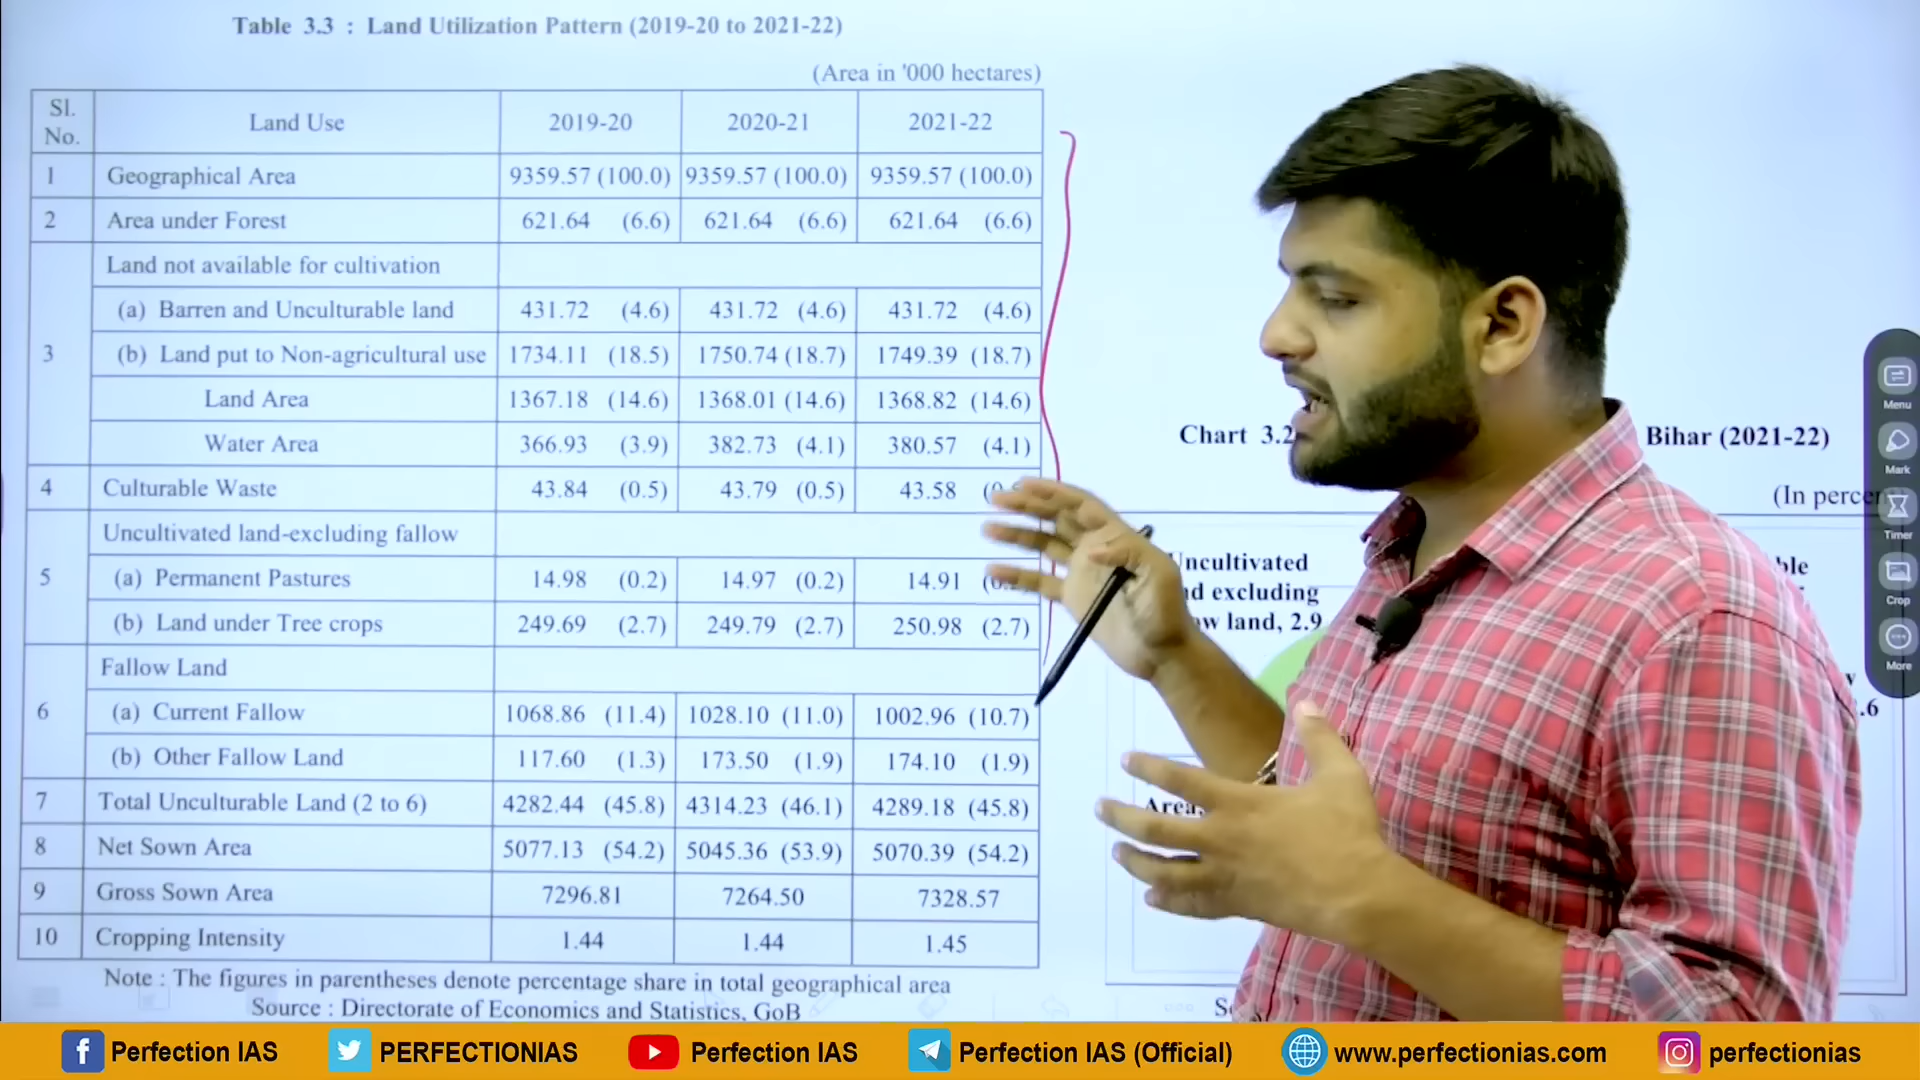 Table 3.3 : Land Utilization Pattern (2019-20 to 2021-22)
(Area in '000 hectares)
Sl. No. Land Use 2019-20 2020-21 2021-22
1 Geographical Area 9359.57 (100.0) 9359.57 (100.0) 9359.57 (100.0)
2 Area under Forest 621.64 (6.6) 621.64 (6.6) 621.64 (6.6)
3 Land not available for cultivation
(a) Barren and Unculturable land 431.72 (4.6) 431.72 (4.6) 431.72 (4.6)
(b) Land put to Non-agricultural use 1734.11 (18.5) 1750.74 (18.7) 1749.39 (18.7)
Land Area 1367.18 (14.6) 1368.01 (14.6) 1368.82 (14.6)
Water Area 366.93 (3.9) 382.73 (4.1) 380.57 (4.1)
4 Culturable Waste 43.84 (0.5) 43.79 (0.5) 43.58
5 Uncultivated land-excluding fallow
(a) Permanent Pastures 14.98 (0.2) 14.97 (0.2) 14.91
(b) Land under Tree crops 249.69 (2.7) 249.79 (2.7) 250.98 (2.7)
6 Fallow Land
(a) Current Fallow 1068.86 (11.4) 1028.10 (11.0) 1002.96 (10.7)
(b) Other Fallow Land 117.60 (1.3) 173.50 (1.9) 174.10 (1.9)
7 Total Unculturable Land (2 to 6) 4282.44 (45.8) 4314.23 (46.1) 4289.18 (45.8)
8 Net Sown Area 5077.13 (54.2) 5045.36 (53.9) 5070.39 (54.2)
9 Gross Sown Area 7296.81 7264.50 7328.57
10 Cropping Intensity 1.44 1.44 1.45
Note : The figures in parentheses denote percentage share in total geographical area
Source : Directorate of Economics and Statistics, GoB
Chart 3.2 Bihar (2021-22)
(In percen
ncultivated
d excluding
w land, 2.9
ble
.6
Area,
Menu
Mark
Timer
Crop
More
Perfection IAS PERFECTIONIAS Perfection IAS Perfection IAS (Official) www.perfectionias.com perfectionias